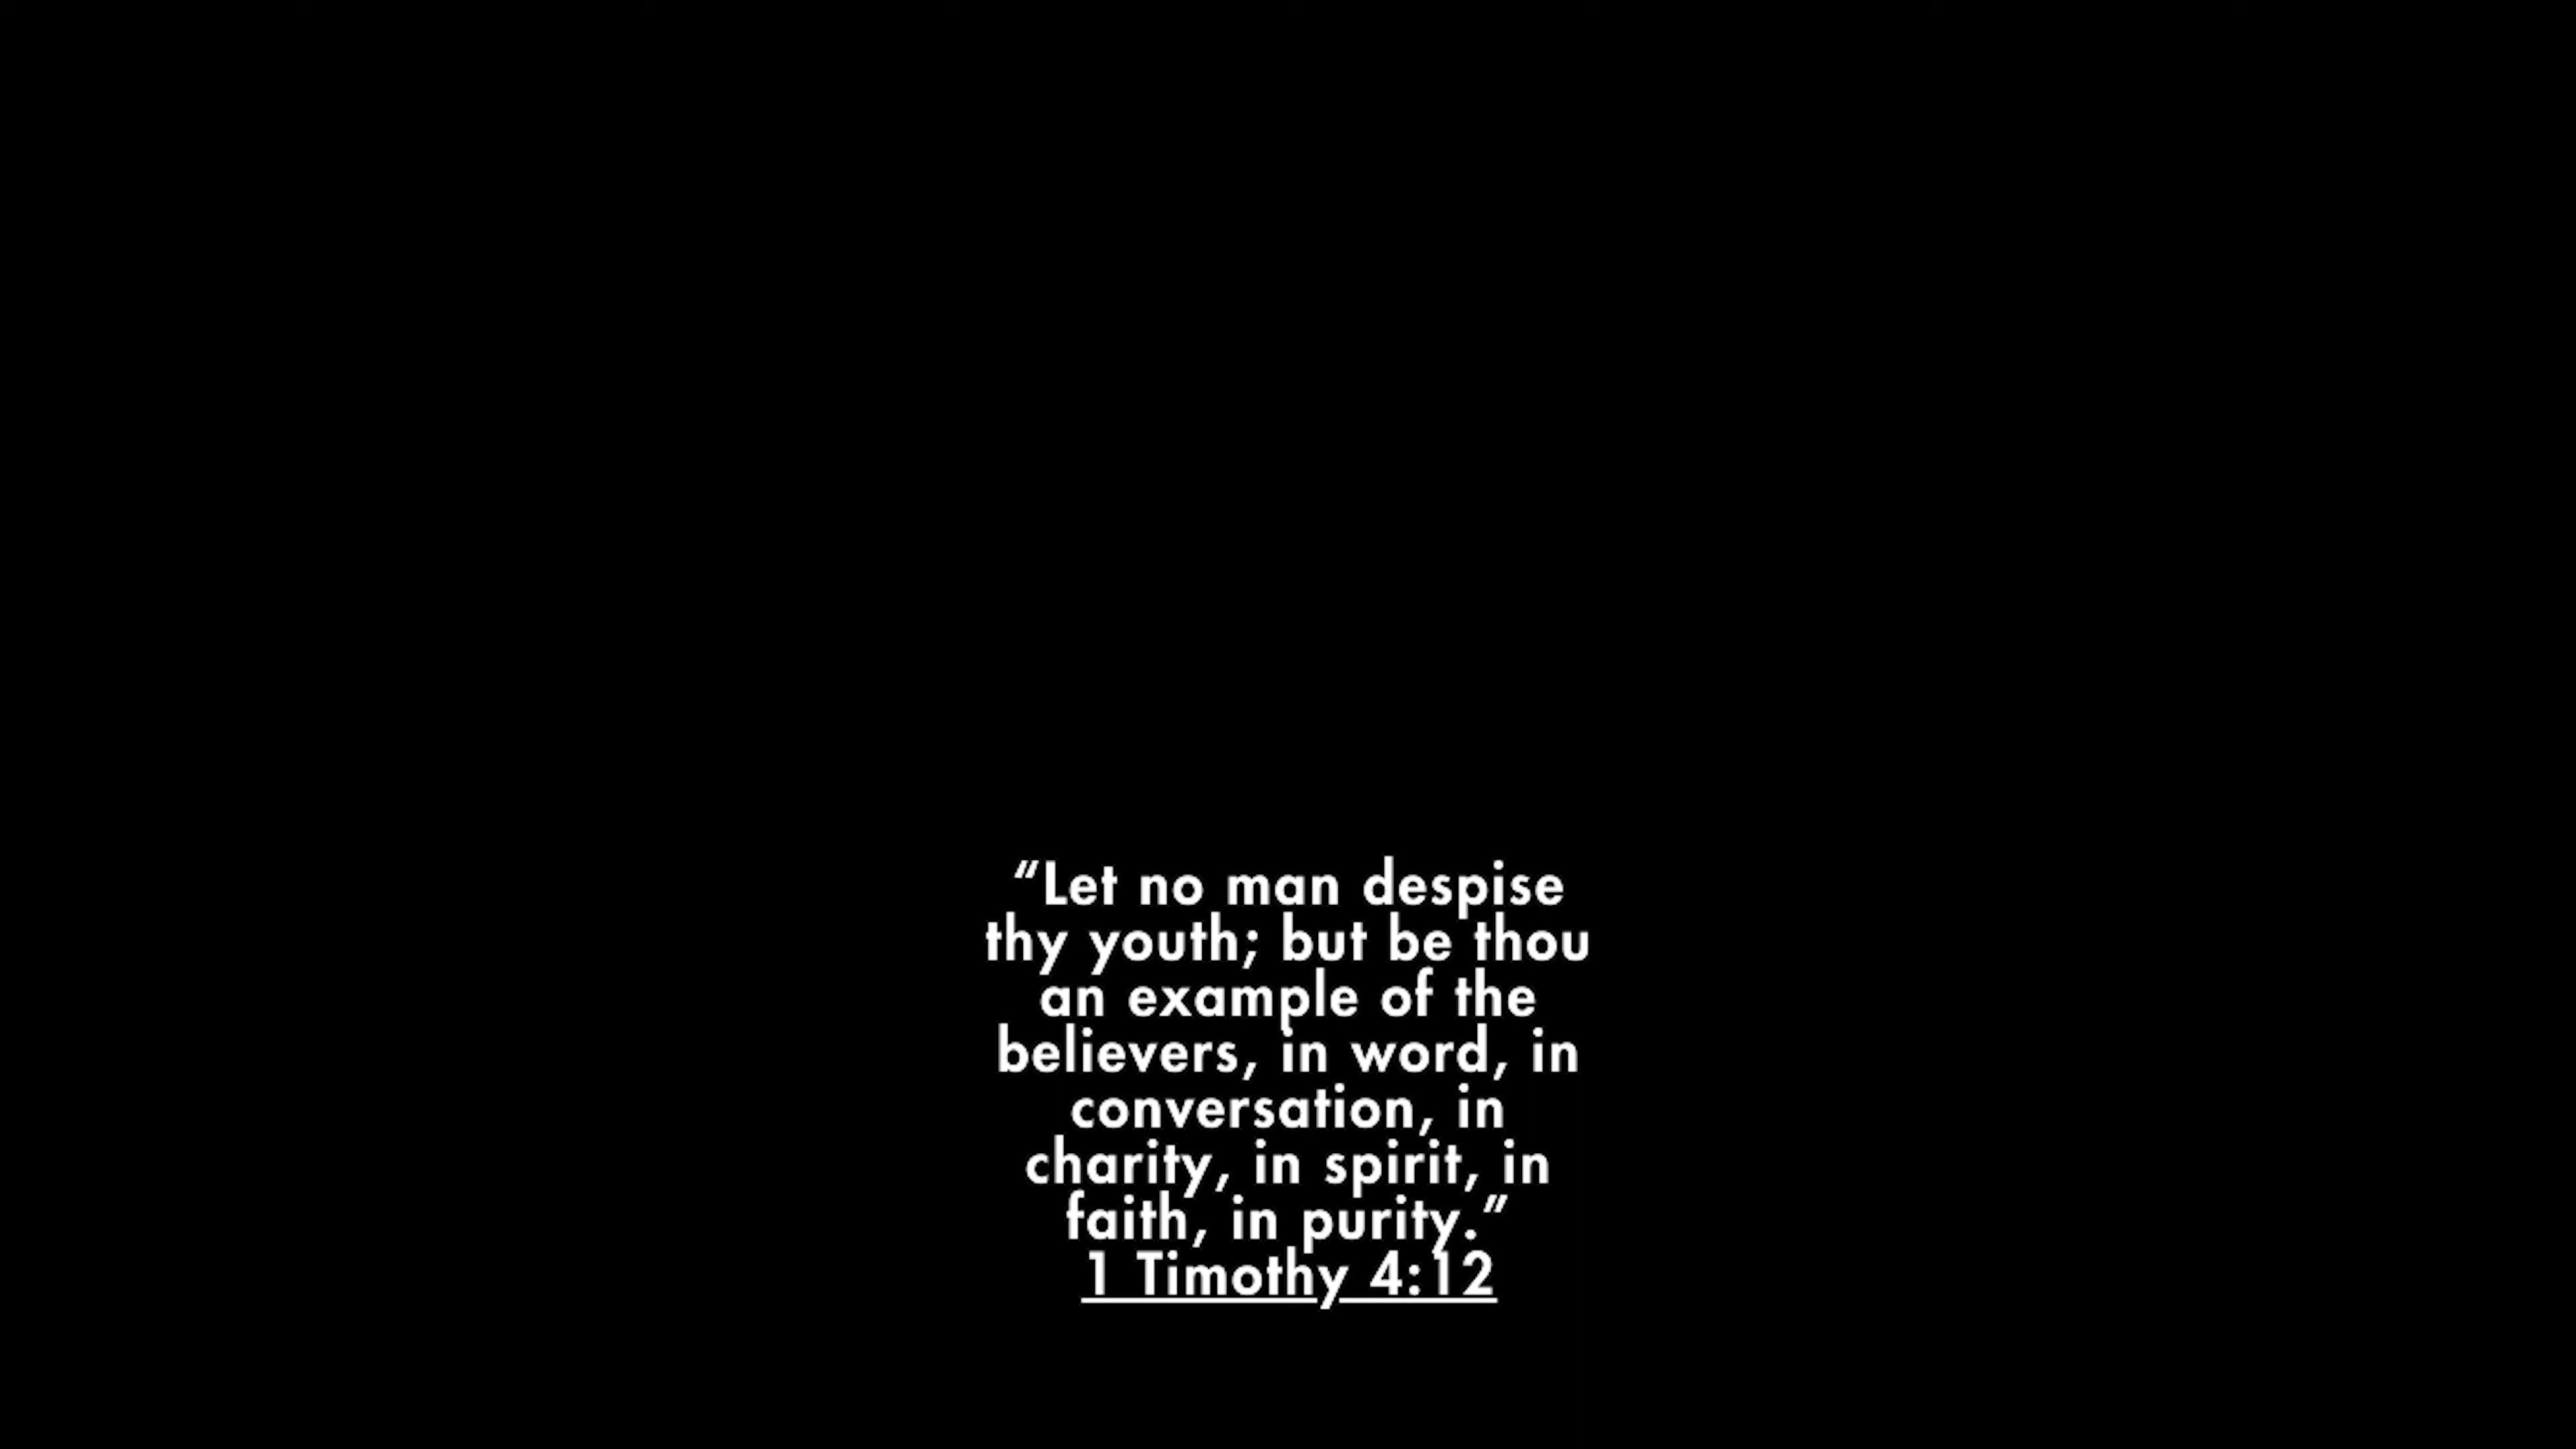 “Let no man despise
thy youth; but be thou
an example of the
believers, in word, in
conversation, in
charity, in spirit, in
faith, in purity.”
1 Timothy 4:12